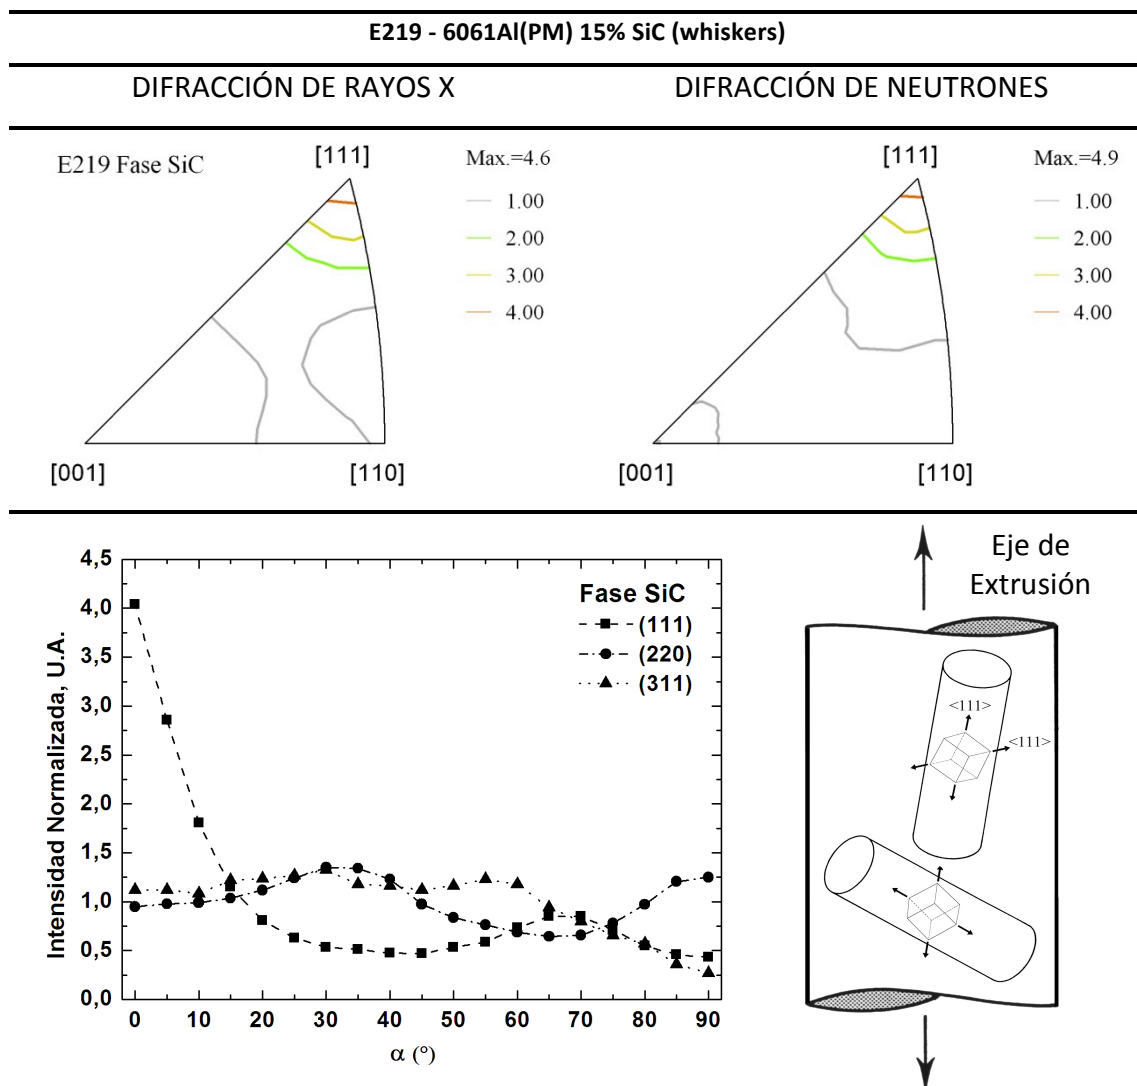 E219 - 6061Al(PM) 15% SiC (whiskers)
DIFRACCIÓN DE RAYOS X
DIFRACCIÓN DE NEUTRONES
E219 Fase SiC
[111]
Max.=4.6
1.00
2.00
3.00
4.00
[001]
[110]
[111]
Max.=4.9
1.00
2.00
3.00
4.00
[001]
[110]
Intensidad Normalizada, U.A.
4,5
4,0
3,5
3,0
2,5
2,0
1,5
1,0
0,5
0,0
Fase SiC
(111)
(220)
(311)
0 10 20 30 40 50 60 70 80 90
α (°)
Eje de
Extrusión
<111>
<111>